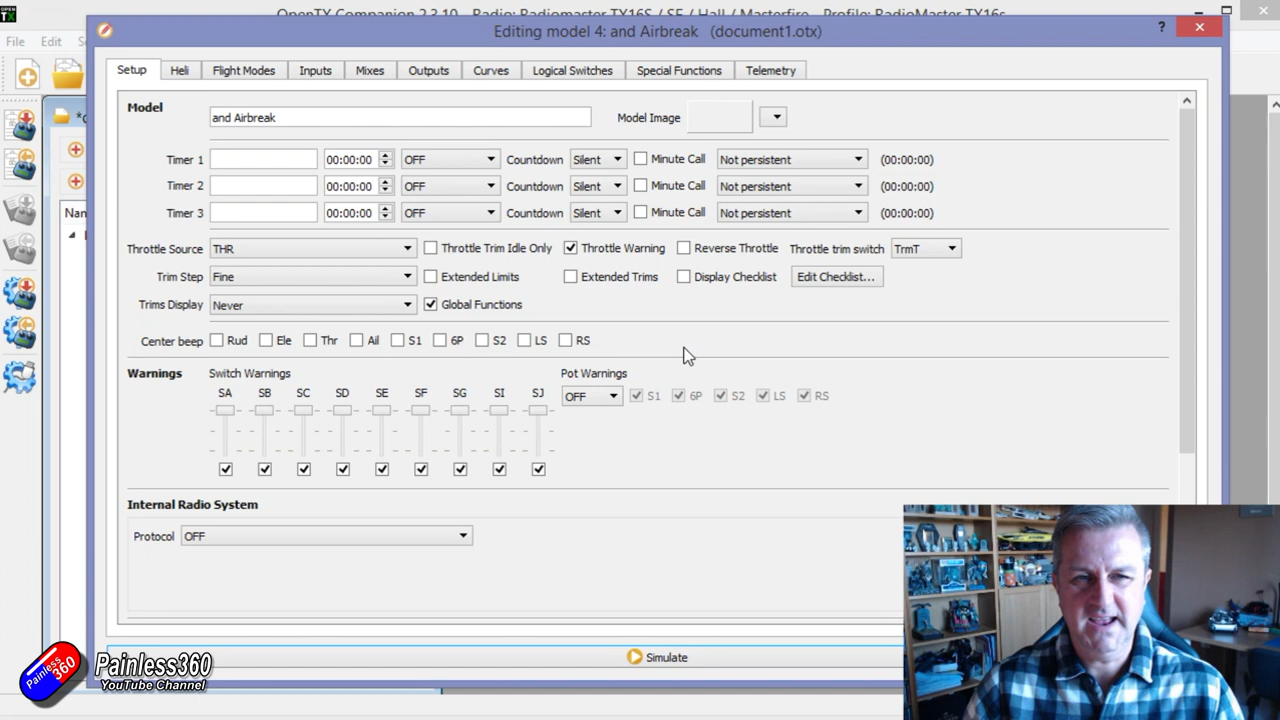 OpenTX Companion 2.3.10 - Radio: Radiomaster TX16S / SE / Hall / Masterfire - Profile: RadioMaster TX16s
Editing model 4: and Airbreak (document1.otx)
File Edit
Setup Heli Flight Modes Inputs Mixes Outputs Curves Logical Switches Special Functions Telemetry
Model and Airbreak Model Image
Timer 1 00:00:00 OFF Countdown Silent Minute Call Not persistent (00:00:00)
Timer 2 00:00:00 OFF Countdown Silent Minute Call Not persistent (00:00:00)
Timer 3 00:00:00 OFF Countdown Silent Minute Call Not persistent (00:00:00)
Throttle Source THR Throttle Trim Idle Only Throttle Warning Reverse Throttle Throttle trim switch TrmT
Trim Step Fine Extended Limits Extended Trims Display Checklist Edit Checklist...
Trims Display Never Global Functions
Center beep Rud Ele Thr Ail S1 6P S2 LS RS
Warnings Switch Warnings Pot Warnings
SA SB SC SD SE SF SG SI SJ
OFF S1 6P S2 LS RS
Internal Radio System
Protocol OFF
Simulate
Painless360
Painless360
YouTube Channel